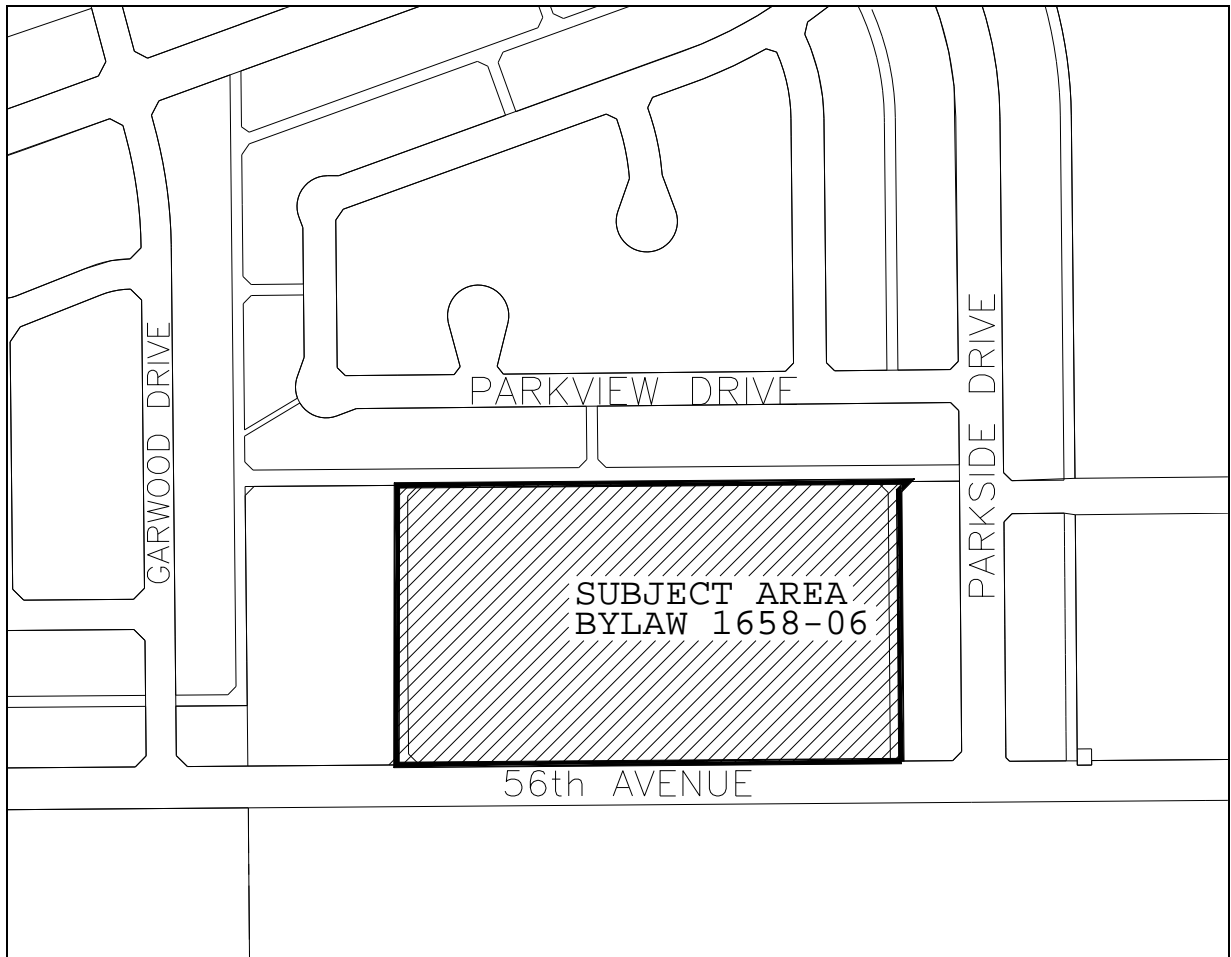 GARWOOD DRIVE
PARKVIEW DRIVE
PARKSIDE DRIVE
SUBJECT AREA
BYLAW 1658-06
56th AVENUE